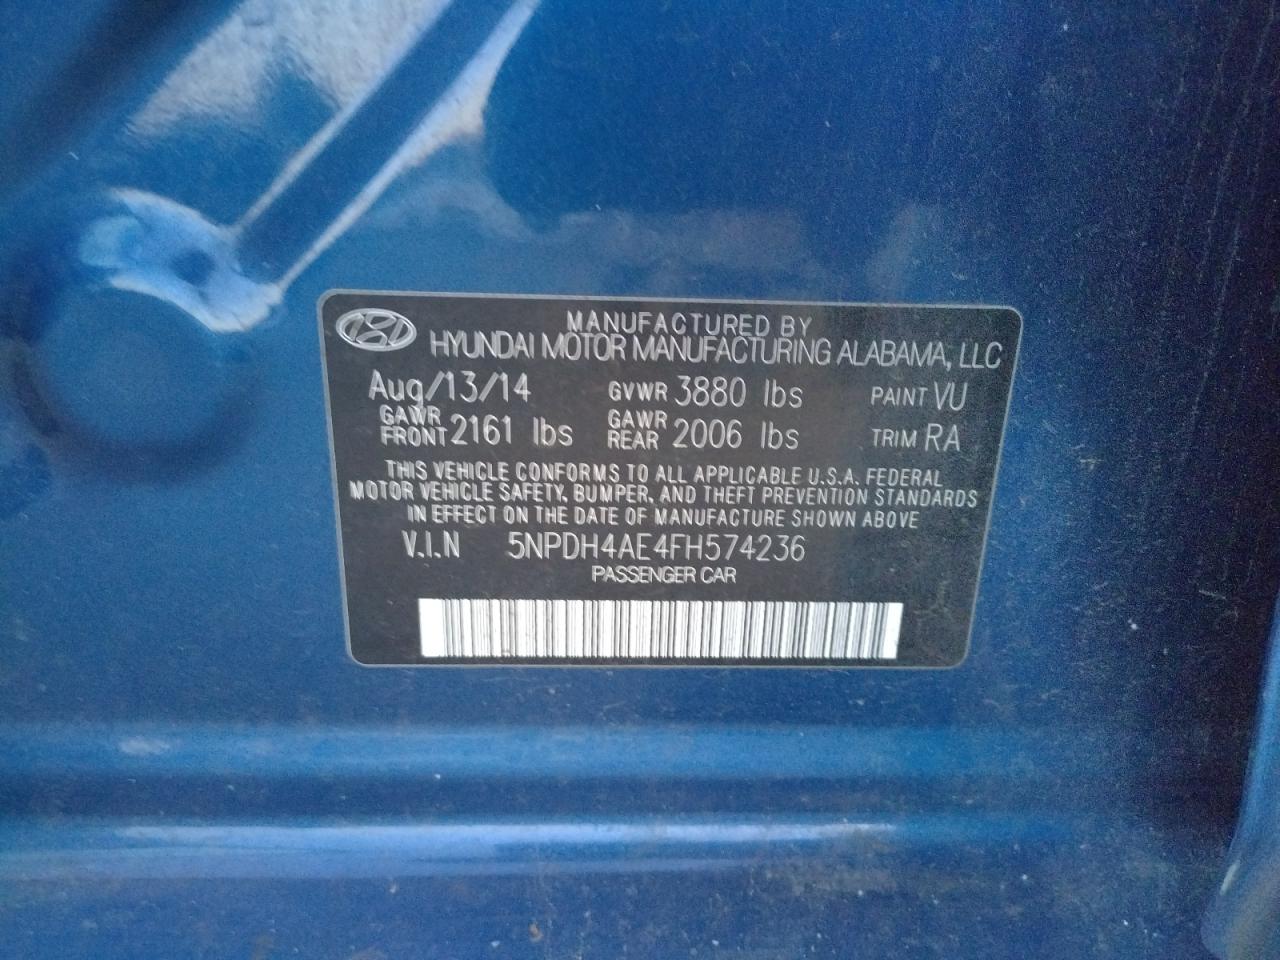 MANUFACTURED BY
HYUNDAI MOTOR MANUFACTURING ALABAMA, LLC
Aug/13/14 GVWR 3880 lbs PAINT VU
GAWR FRONT 2161 lbs GAWR REAR 2006 lbs TRIM RA
THIS VEHICLE CONFORMS TO ALL APPLICABLE U.S.A. FEDERAL
MOTOR VEHICLE SAFETY, BUMPER, AND THEFT PREVENTION STANDARDS
IN EFFECT ON THE DATE OF MANUFACTURE SHOWN ABOVE
V.I.N 5NPDH4AE4FH574236
PASSENGER CAR